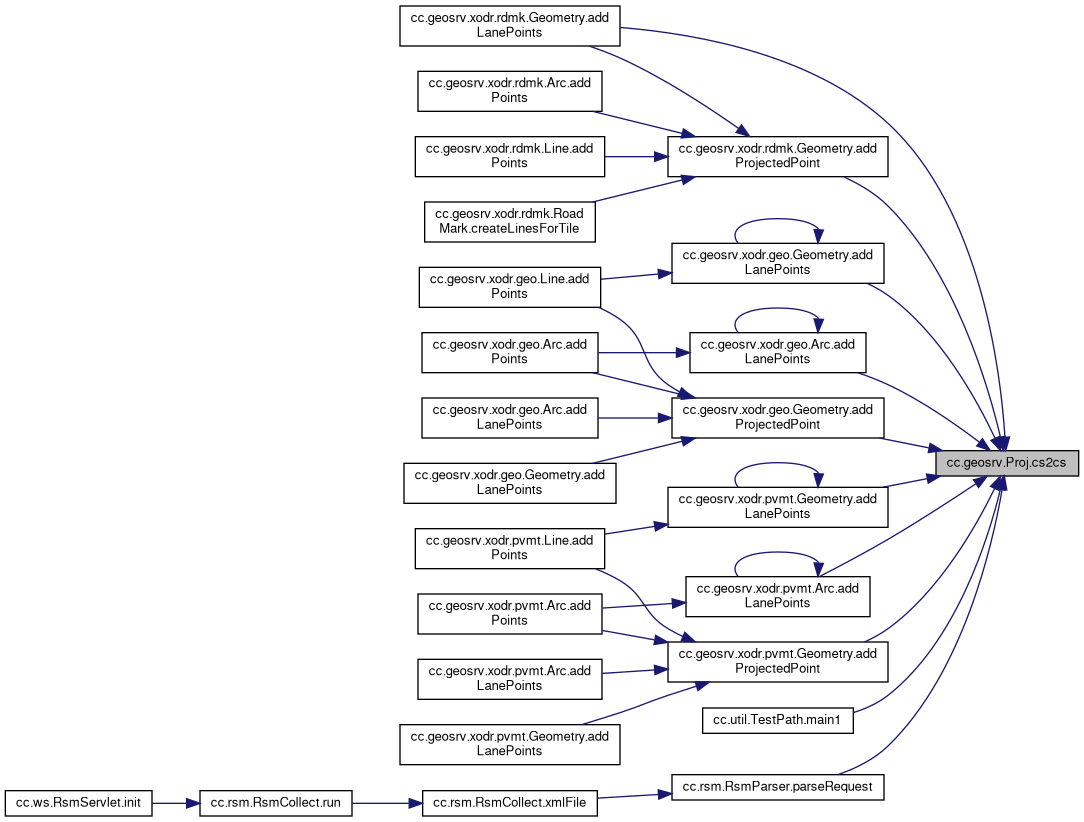 cc.geosrv.xodr.rdmk.Geometry.add
LanePoints
cc.geosrv.xodr.rdmk.Arc.add
Points
cc.geosrv.xodr.rdmk.Geometry.add
ProjectedPoint
cc.geosrv.xodr.rdmk.Line.add
Points
cc.geosrv.xodr.rdmk.Road
Mark.createLinesForTile
cc.geosrv.xodr.geo.Geometry.add
LanePoints
cc.geosrv.xodr.geo.Line.add
Points
cc.geosrv.xodr.geo.Arc.add
LanePoints
cc.geosrv.xodr.geo.Arc.add
Points
cc.geosrv.xodr.geo.Geometry.add
ProjectedPoint
cc.geosrv.xodr.geo.Arc.add
LanePoints
cc.geosrv.Proj.cs2cs
cc.geosrv.xodr.geo.Geometry.add
LanePoints
cc.geosrv.xodr.pvmt.Geometry.add
LanePoints
cc.geosrv.xodr.pvmt.Line.add
Points
cc.geosrv.xodr.pvmt.Arc.add
LanePoints
cc.geosrv.xodr.pvmt.Arc.add
Points
cc.geosrv.xodr.pvmt.Geometry.add
ProjectedPoint
cc.geosrv.xodr.pvmt.Arc.add
LanePoints
cc.util.TestPath.main1
cc.geosrv.xodr.pvmt.Geometry.add
LanePoints
cc.rsm.RsmParser.parseRequest
cc.ws.RsmServlet.init
cc.rsm.RsmCollect.run
cc.rsm.RsmCollect.xmlFile